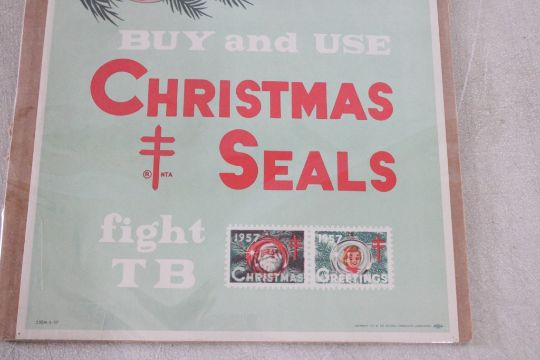 BUY and USE
CHRISTMAS
SEALS
® NTA
fight
TB
1957
CHRISTMAS
1957
GREETINGS